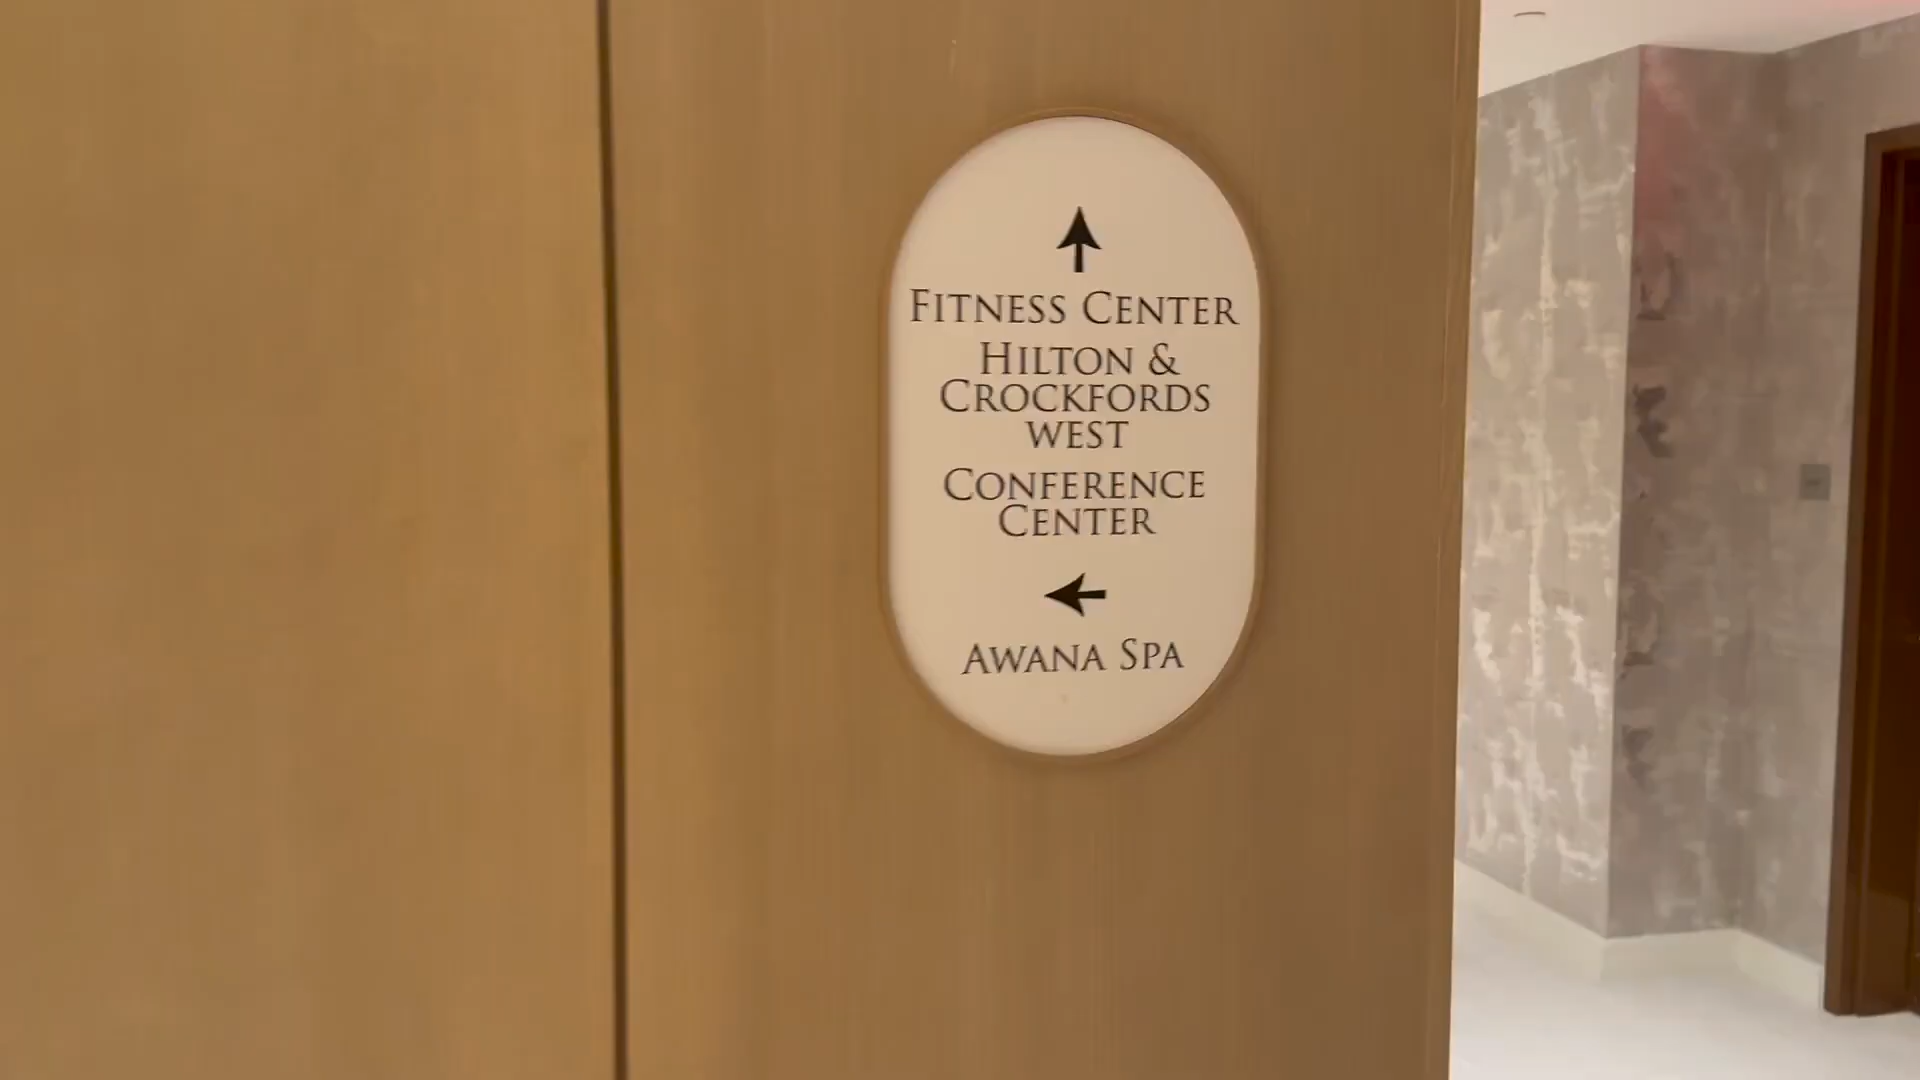 FITNESS CENTER
HILTON &
CROCKFORDS
WEST
CONFERENCE
CENTER
AWANA SPA